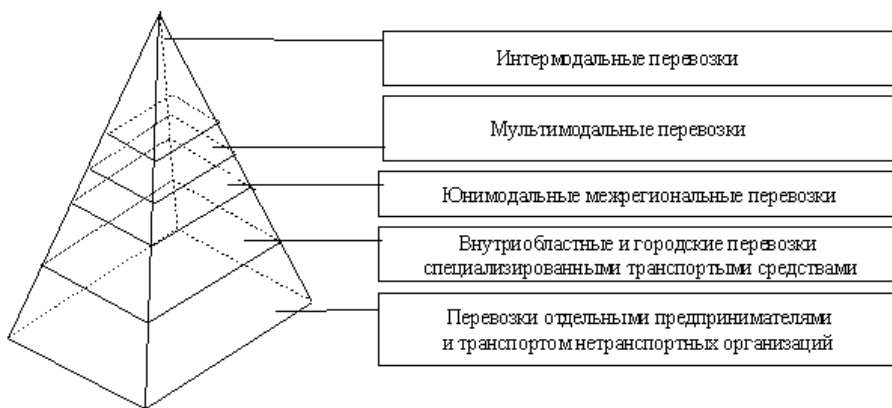 Интермодальные перевозки
Мультимодальные перевозки
Юнимодальные межрегиональные перевозки
Внутриобластные и городские перевозки
специализированными транспортыми средствами
Перевозки отдельными предпринимателями
и транспортом нетранспортных организаций